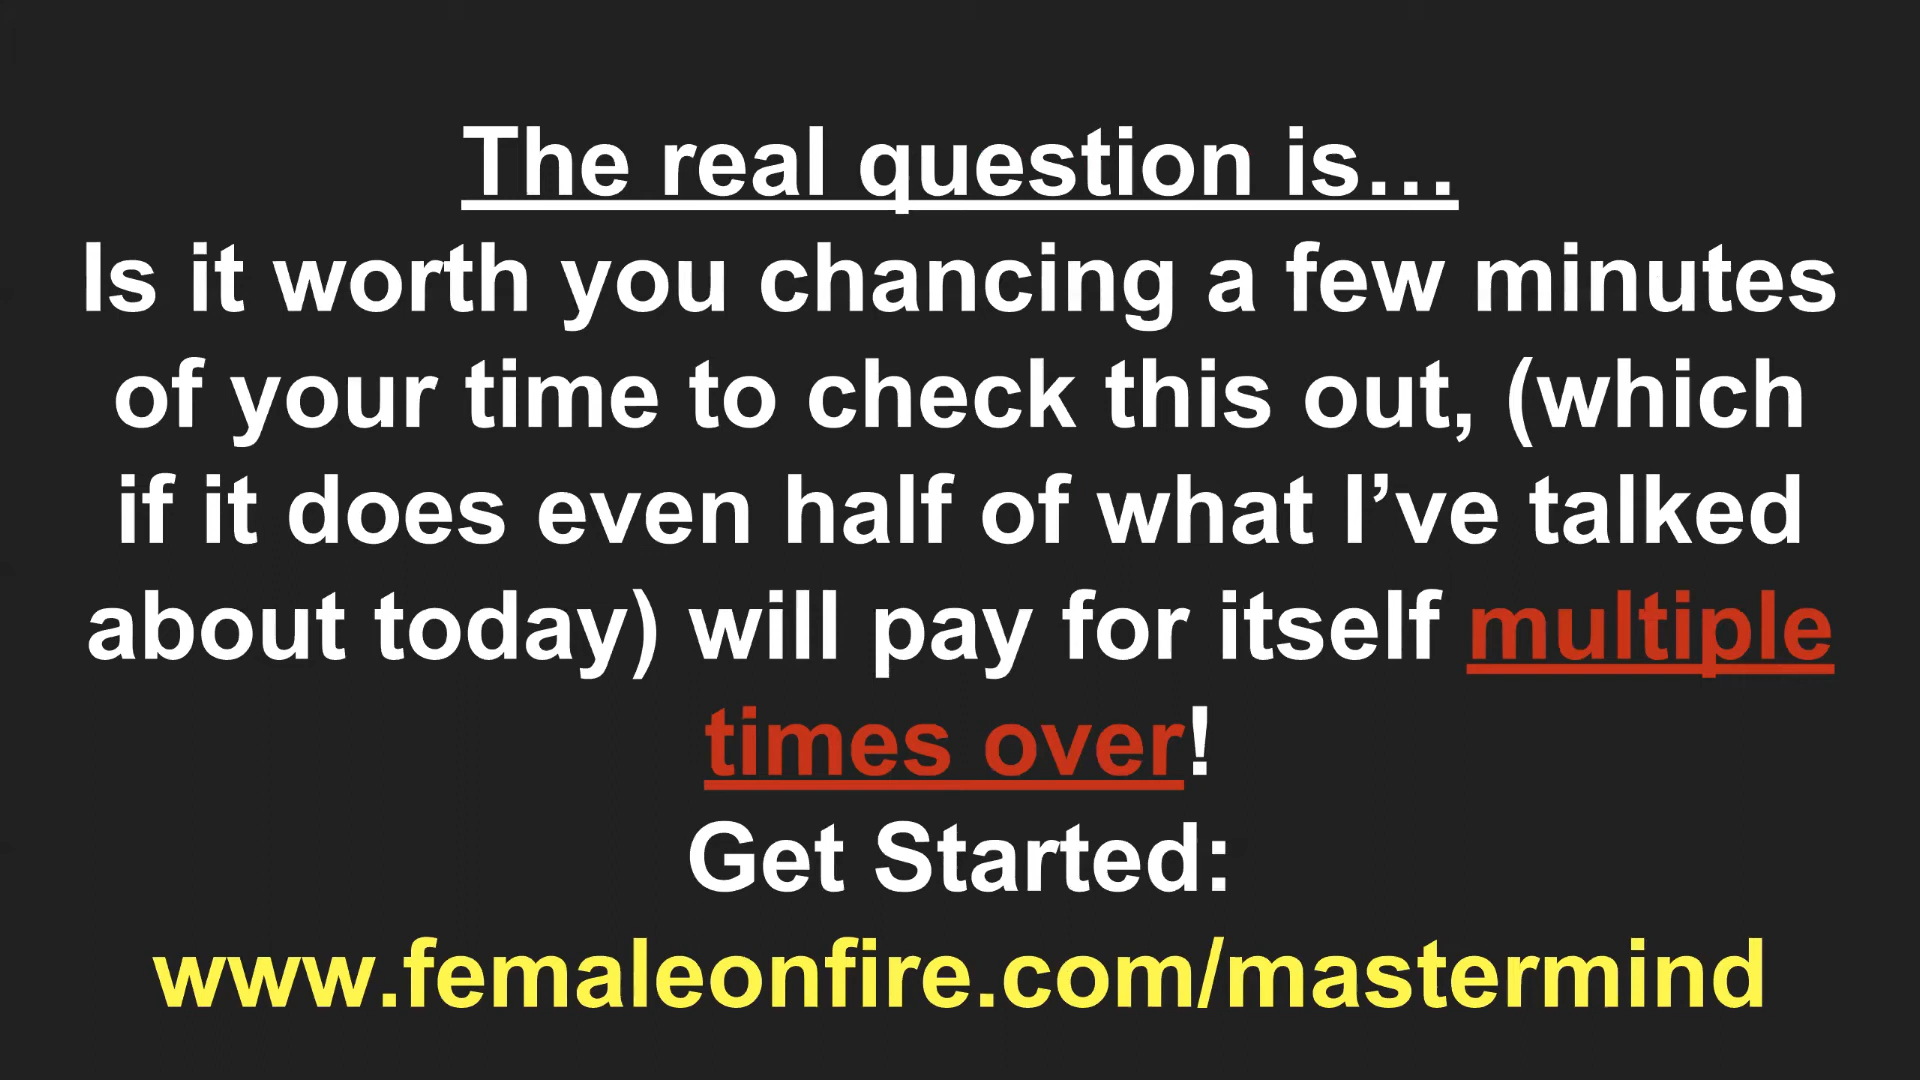 The real question is…
Is it worth you chancing a few minutes
of your time to check this out, (which
if it does even half of what I’ve talked
about today) will pay for itself multiple
times over!
Get Started:
www.femaleonfire.com/mastermind